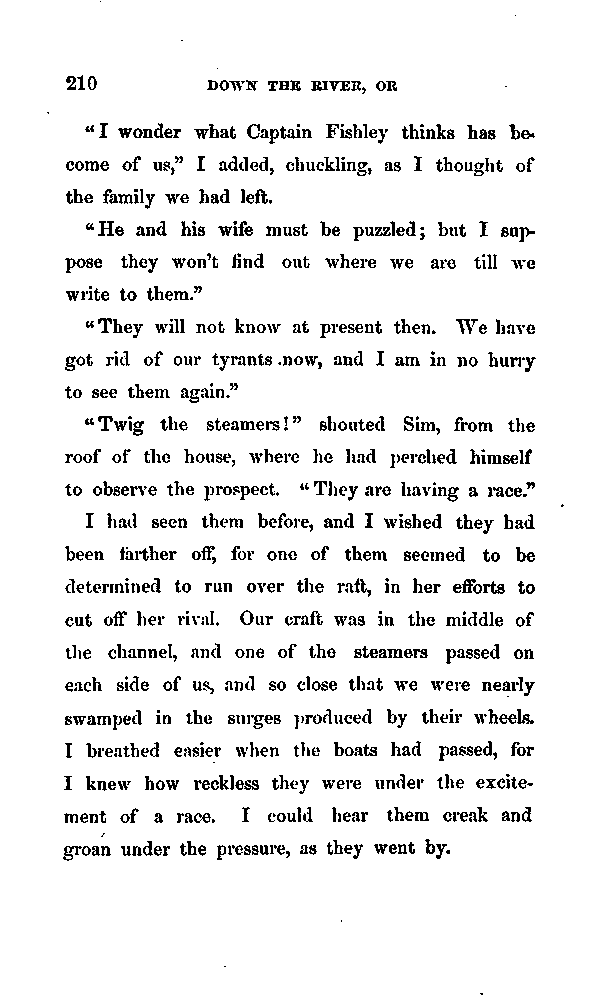 210 DOWN THE RIVER, OR
"I wonder what Captain Fishley thinks has be-
come of us," I added, chuckling, as I thought of
the family we had left.
"He and his wife must be puzzled; but I sup-
pose they won't find out where we are till we
write to them."
"They will not know at present then. We have
got rid of our tyrants now, and I am in no hurry
to see them again."
"Twig the steamers!" shouted Sim, from the
roof of the house, where he had perched himself
to observe the prospect. "They are having a race."
I had seen them before, and I wished they had
been farther off, for one of them seemed to be
determined to run over the raft, in her efforts to
cut off her rival. Our craft was in the middle of
the channel, and one of the steamers passed on
each side of us, and so close that we were nearly
swamped in the surges produced by their wheels.
I breathed easier when the boats had passed, for
I knew how reckless they were under the excite-
ment of a race. I could hear them creak and
groan under the pressure, as they went by.